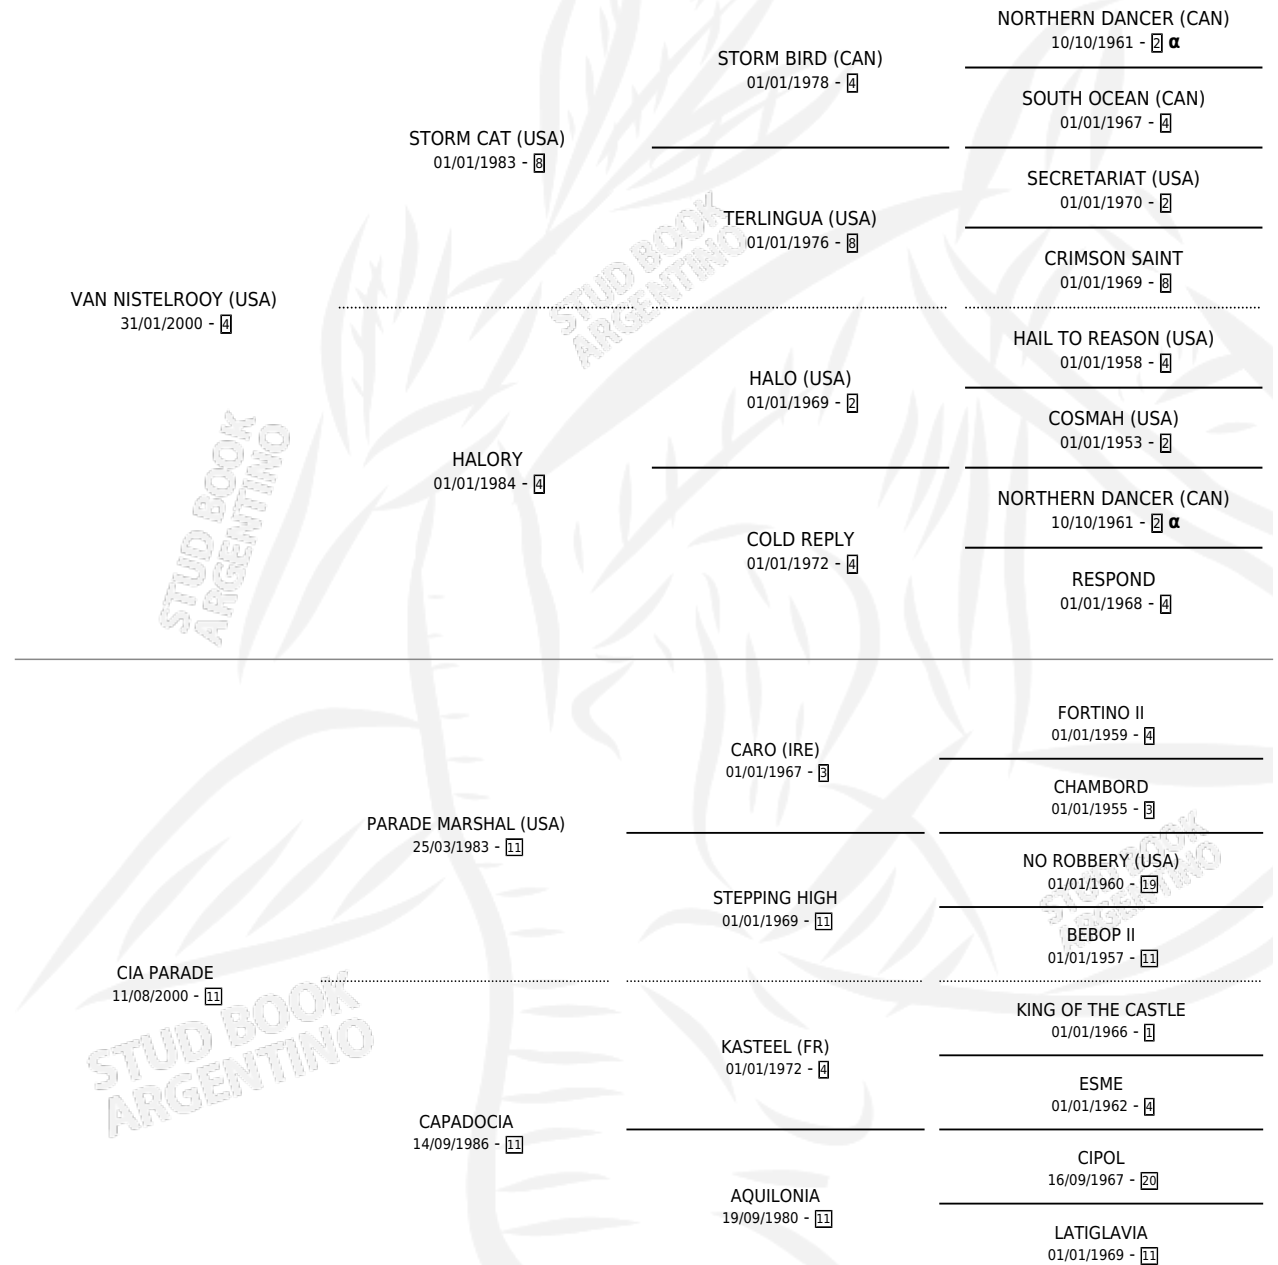 NORTHERN DANCER (CAN)
10/10/1961 - 2 α
STORM BIRD (CAN)
01/01/1978 - 4
SOUTH OCEAN (CAN)
01/01/1967 - 4
STORM CAT (USA)
01/01/1983 - 8
SECRETARIAT (USA)
01/01/1970 - 2
TERLINGUA (USA)
01/01/1976 - 8
CRIMSON SAINT
01/01/1969 - 8
VAN NISTELROOY (USA)
31/01/2000 - 4
HAIL TO REASON (USA)
01/01/1958 - 4
HALO (USA)
01/01/1969 - 2
COSMAH (USA)
01/01/1953 - 2
HALORY
01/01/1984 - 4
NORTHERN DANCER (CAN)
10/10/1961 - 2 α
COLD REPLY
01/01/1972 - 4
RESPOND
01/01/1968 - 4
FORTINO II
01/01/1959 - 4
CARO (IRE)
01/01/1967 - 3
CHAMBORD
01/01/1955 - 3
PARADE MARSHAL (USA)
25/03/1983 - 11
NO ROBBERY (USA)
01/01/1960 - 19
STEPPING HIGH
01/01/1969 - 11
BEBOP II
01/01/1957 - 11
CIA PARADE
11/08/2000 - 11
KING OF THE CASTLE
01/01/1966 - 1
KASTEEL (FR)
01/01/1972 - 4
ESME
01/01/1962 - 4
CAPADOCIA
14/09/1986 - 11
CIPOL
16/09/1967 - 20
AQUILONIA
19/09/1980 - 11
LATIGLAVIA
01/01/1969 - 11
STUD BOOK
ARGENTINO
STUD BOOK
ARGENTINO
STUD BOOK
ARGENTINO
STUD BOOK
ARGENTINO